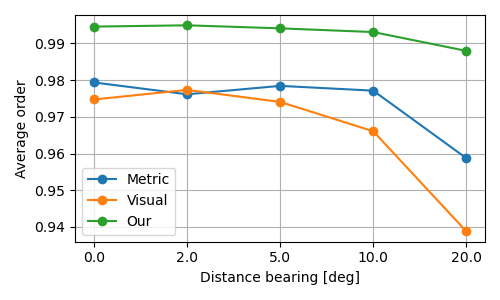 0.99
0.98
0.97
0.96
0.95
0.94
Average order
Metric
Visual
Our
0.0 2.0 5.0 10.0 20.0
Distance bearing [deg]